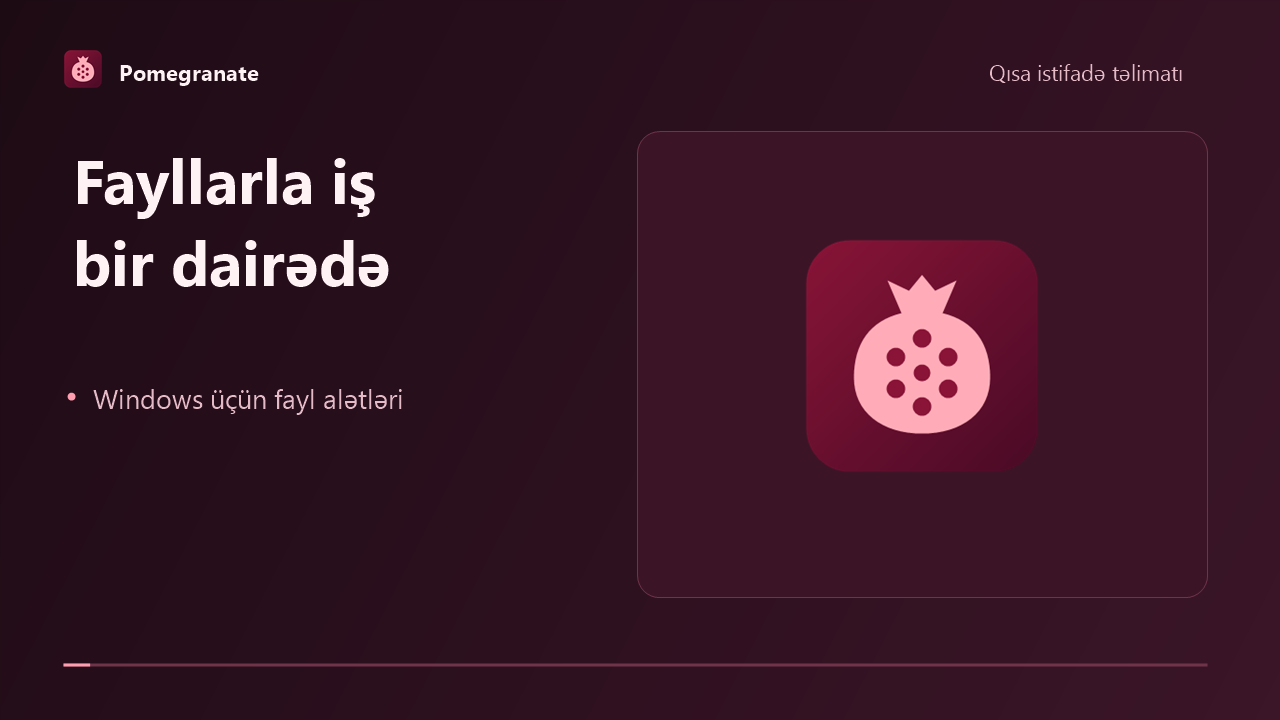 Pomegranate
Qısa istifadə təlimatı
Fayllarla iş
bir dairədə
• Windows üçün fayl alətləri